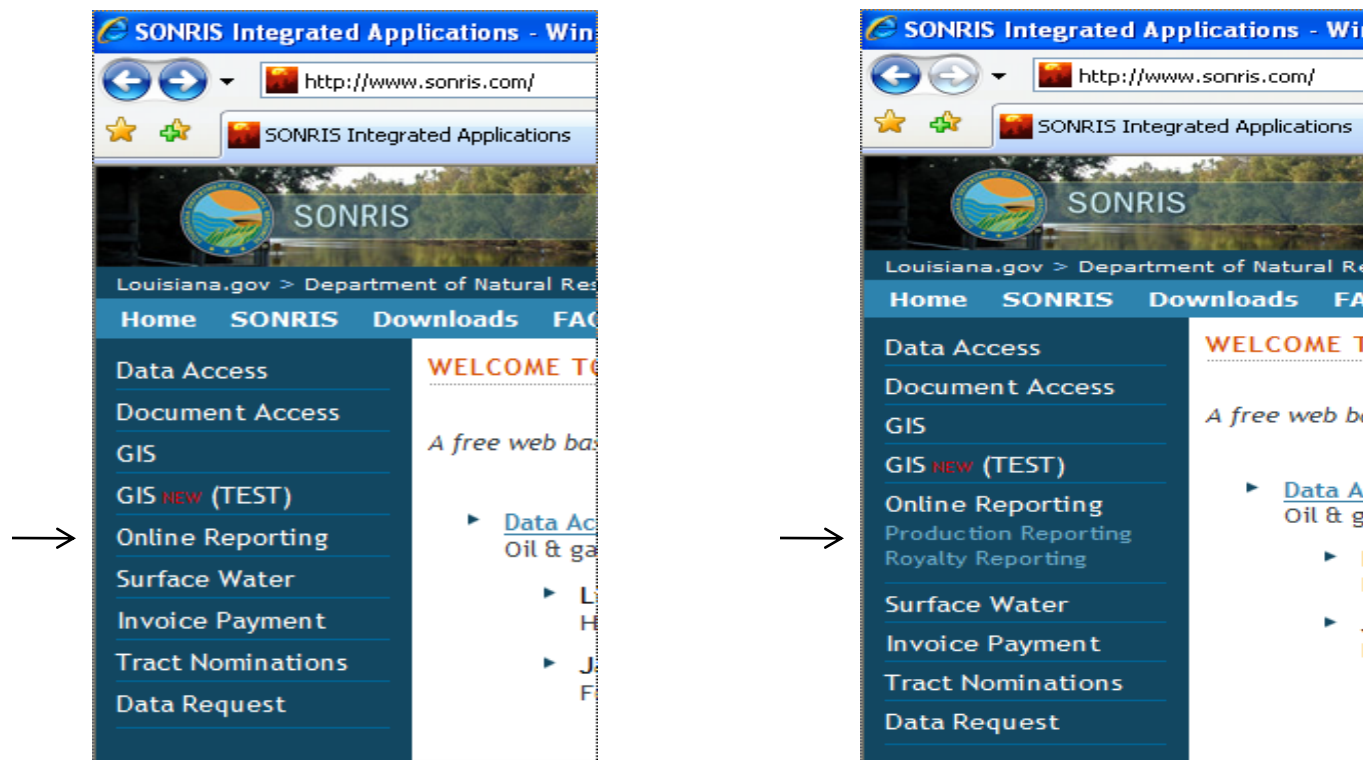 SONRIS Integrated Applications - Win
http://www.sonris.com/
SONRIS Integrated Applications
SONRIS
Louisiana.gov > Department of Natural Res
Home SONRIS Downloads FAQ
Data Access
Document Access
GIS
GIS NEW (TEST)
Online Reporting
Surface Water
Invoice Payment
Tract Nominations
Data Request
WELCOME TO
A free web bas
Data Ac
Oil & ga
L
H
J
F
SONRIS Integrated Applications - Wi
http://www.sonris.com/
SONRIS Integrated Applications
SONRIS
Louisiana.gov > Department of Natural Re
Home SONRIS Downloads FA
Data Access
Document Access
GIS
GIS NEW (TEST)
Online Reporting
Production Reporting
Royalty Reporting
Surface Water
Invoice Payment
Tract Nominations
Data Request
WELCOME T
A free web b
Data A
Oil & g